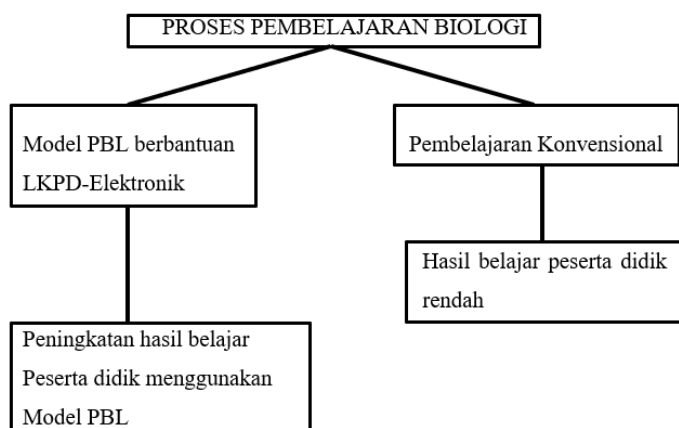 PROSES PEMBELAJARAN BIOLOGI
Model PBL berbantuan
LKPD-Elektronik
Pembelajaran Konvensional
Hasil belajar peserta didik
rendah
Peningkatan hasil belajar
Peserta didik menggunakan
Model PBL